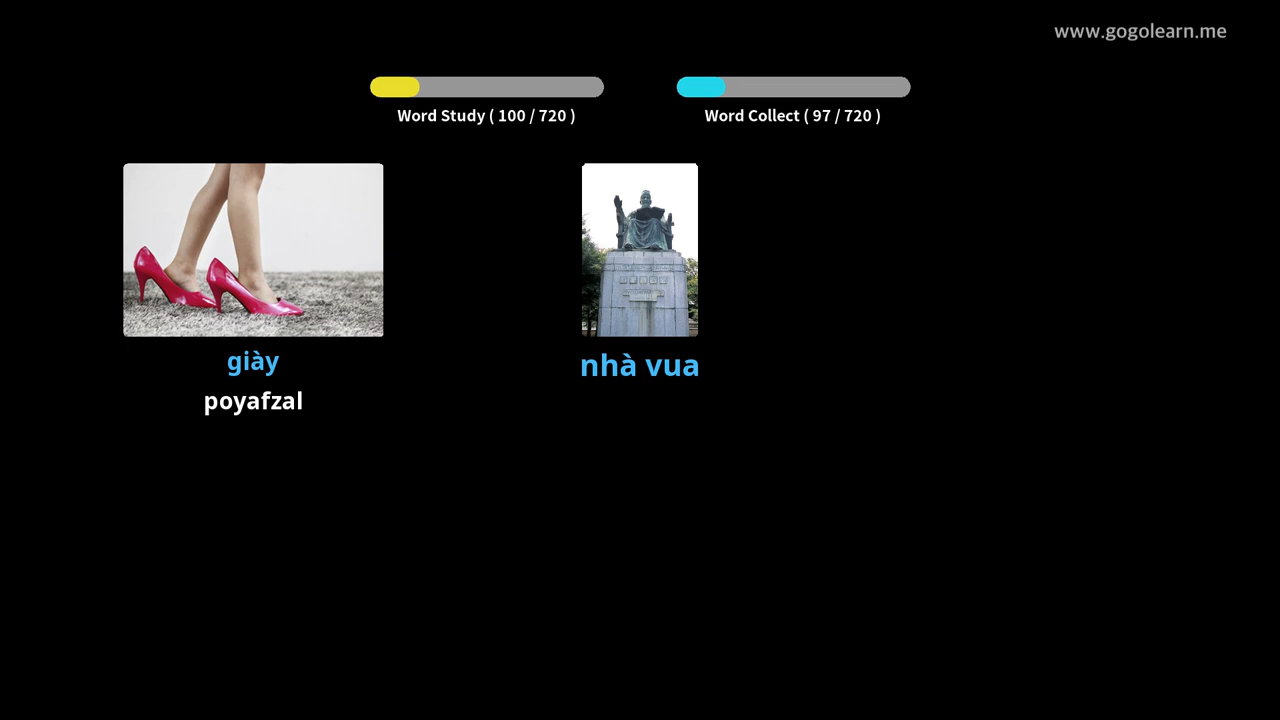 www.gogolearn.me
Word Study ( 100 / 720 )
Word Collect ( 97 / 720 )
giày
poyafzal
nhà vua